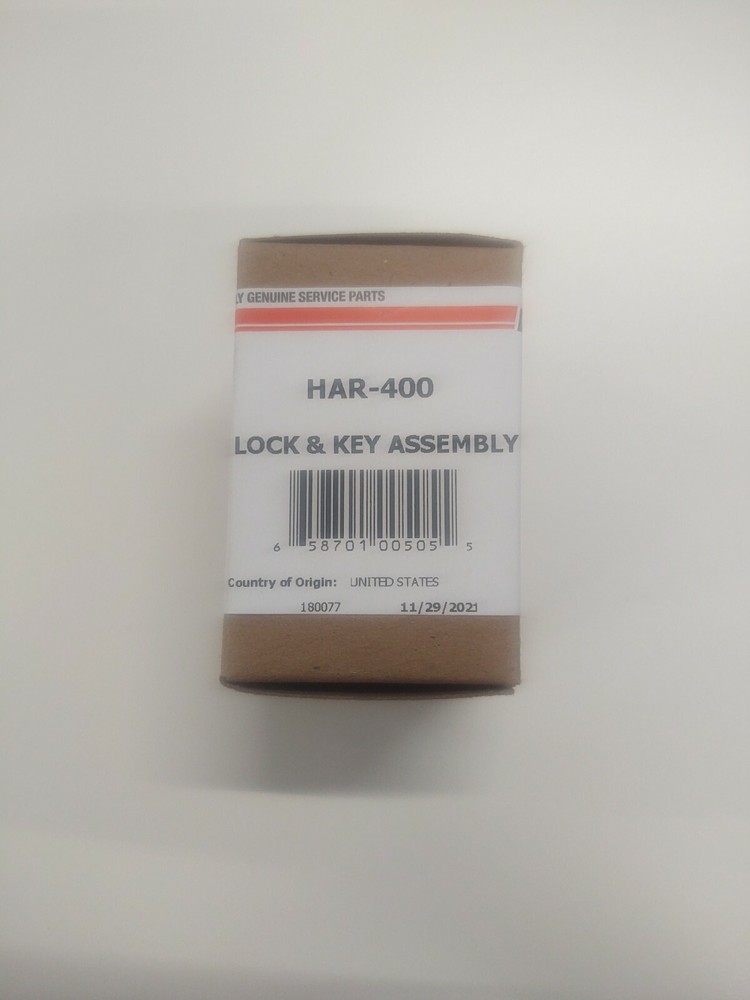 GENUINE SERVICE PARTS
HAR-400
LOCK & KEY ASSEMBLY
6 58701 00505 5
Country of Origin: UNITED STATES
180077 11/29/2021